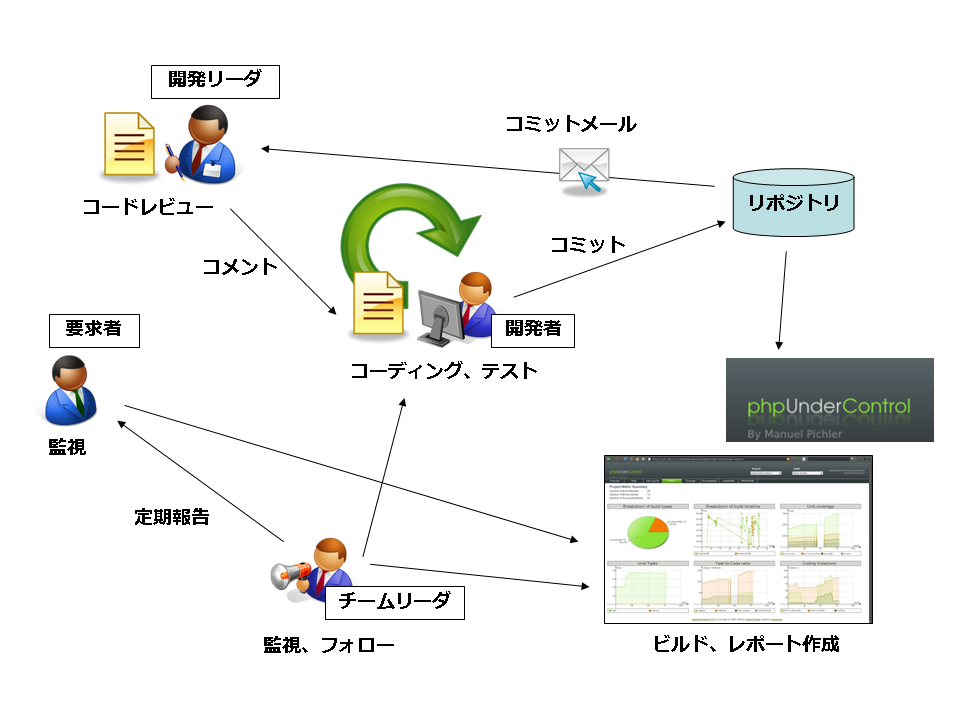 開発リーダ
コミットメール
コードレビュー
リポジトリ
コミット
コメント
要求者
開発者
コーディング、テスト
phpUnderControl
By Manuel Pichler
監視
定期報告
phpUnderControl
Project Metric Summary
Breakdown of build types
Breakdown of build timeline
Unit coverage
Unit Tests
Test to Code ratio
Coding Violations
チームリーダ
監視、フォロー
ビルド、レポート作成